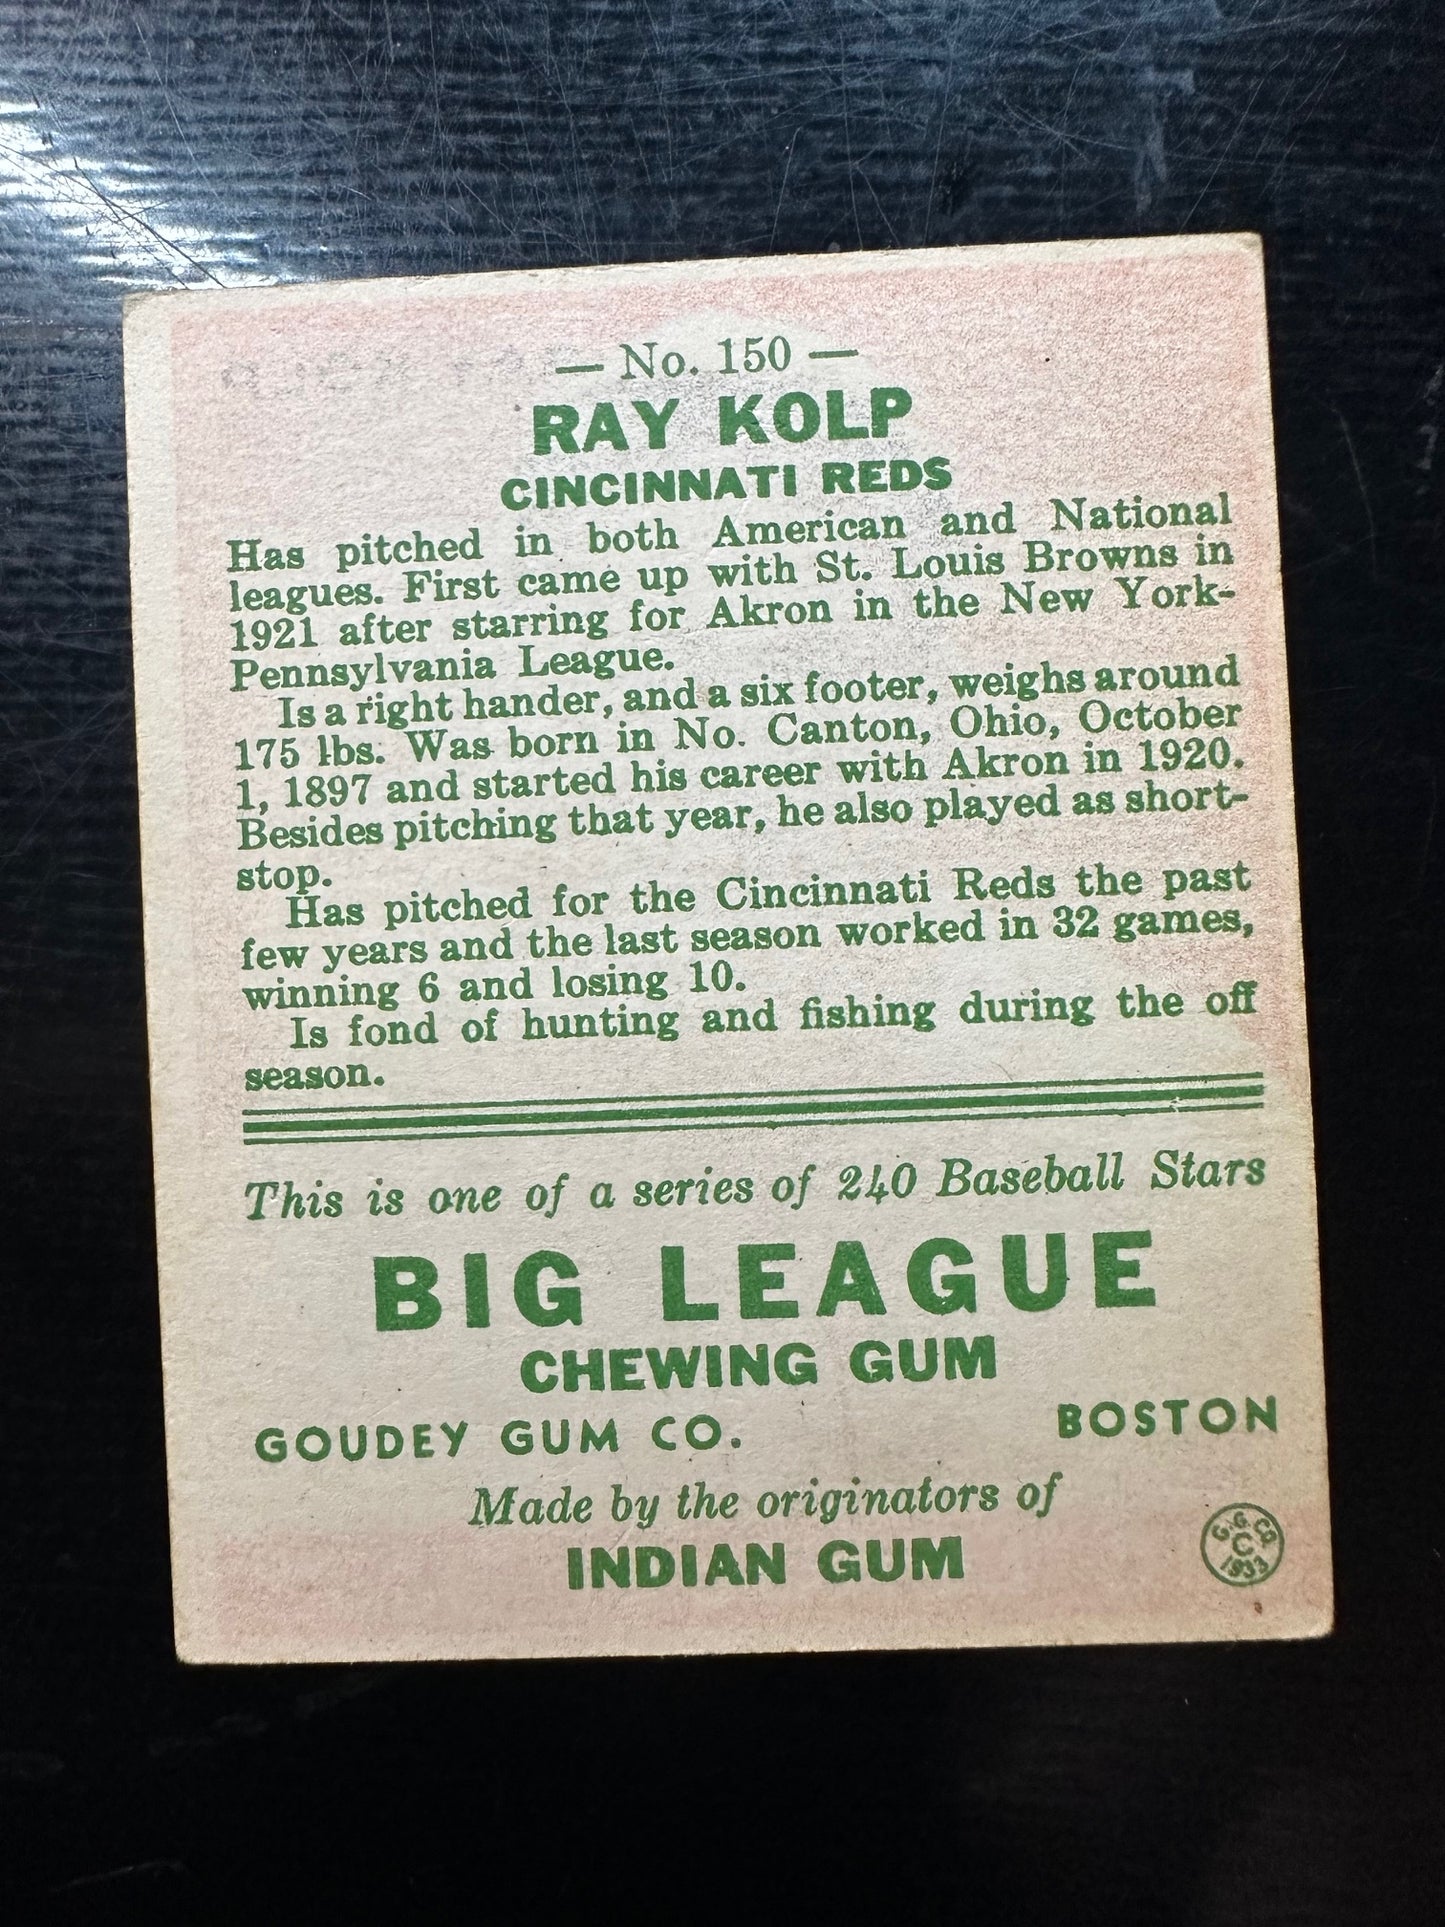 — No. 150 —
RAY KOLP
CINCINNATI REDS
Has pitched in both American and National
leagues. First came up with St. Louis Browns in
1921 after starring for Akron in the New York-
Pennsylvania League.
Is a right hander, and a six footer, weighs around
175 lbs. Was born in No. Canton, Ohio, October
1, 1897 and started his career with Akron in 1920.
Besides pitching that year, he also played as short-
stop.
Has pitched for the Cincinnati Reds the past
few years and the last season worked in 32 games,
winning 6 and losing 10.
Is fond of hunting and fishing during the off
season.
This is one of a series of 240 Baseball Stars
BIG LEAGUE
CHEWING GUM
GOUDEY GUM CO. BOSTON
Made by the originators of
INDIAN GUM
G. G. CO.
C
1933